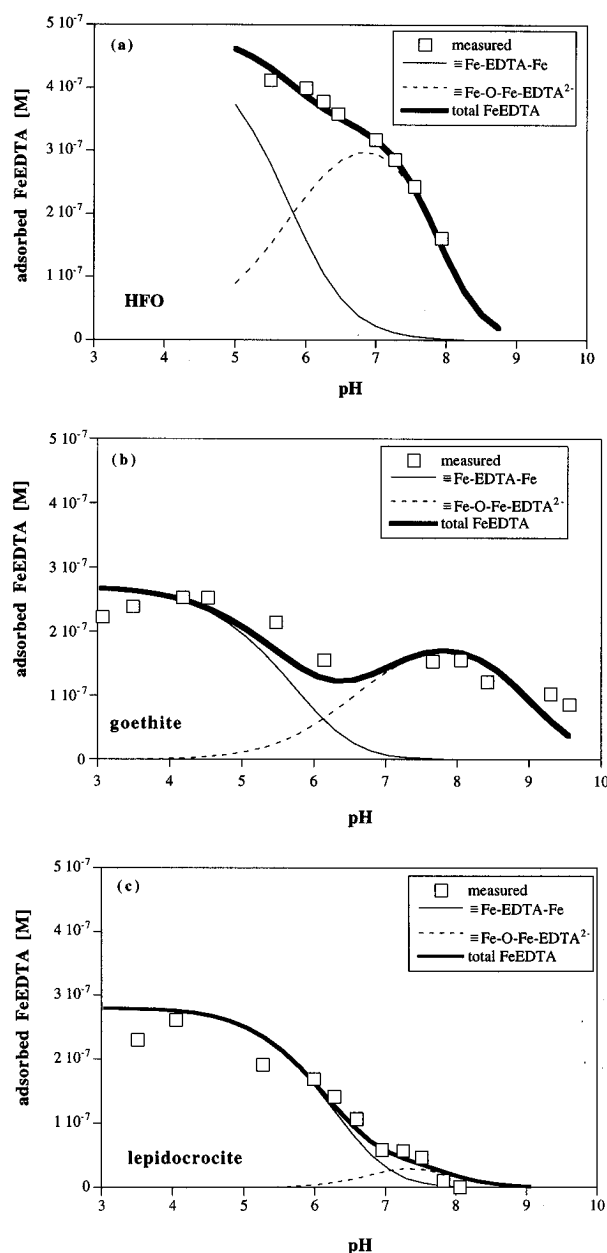 (a)
measured
≡Fe-EDTA-Fe
≡Fe-O-Fe-EDTA²⁻
total FeEDTA
adsorbed FeEDTA [M]
5 10⁻⁷
4 10⁻⁷
3 10⁻⁷
2 10⁻⁷
1 10⁻⁷
0
HFO
3 4 5 6 7 8 9 10
pH
(b)
measured
≡Fe-EDTA-Fe
≡Fe-O-Fe-EDTA²⁻
total FeEDTA
adsorbed FeEDTA [M]
5 10⁻⁷
4 10⁻⁷
3 10⁻⁷
2 10⁻⁷
1 10⁻⁷
0
goethite
3 4 5 6 7 8 9 10
pH
(c)
measured
≡Fe-EDTA-Fe
≡Fe-O-Fe-EDTA²⁻
total FeEDTA
adsorbed FeEDTA [M]
5 10⁻⁷
4 10⁻⁷
3 10⁻⁷
2 10⁻⁷
1 10⁻⁷
0
lepidocrocite
3 4 5 6 7 8 9 10
pH